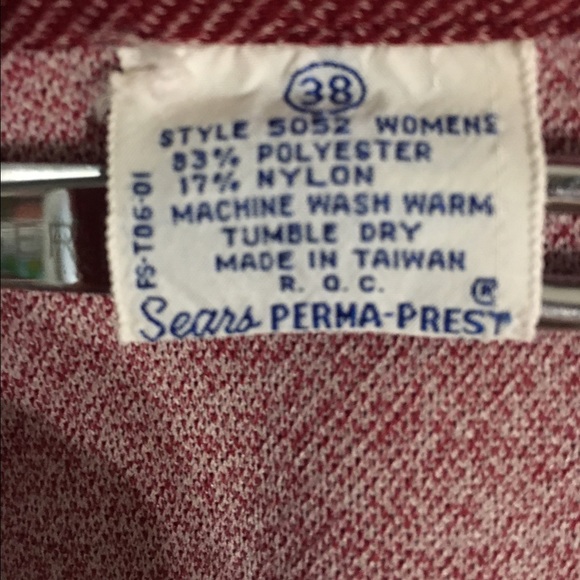 38
STYLE 5052 WOMENS
83% POLYESTER
17% NYLON
MACHINE WASH WARM
TUMBLE DRY
MADE IN TAIWAN
R. O. C.
Sears PERMA-PREST ®
FS-T06-01